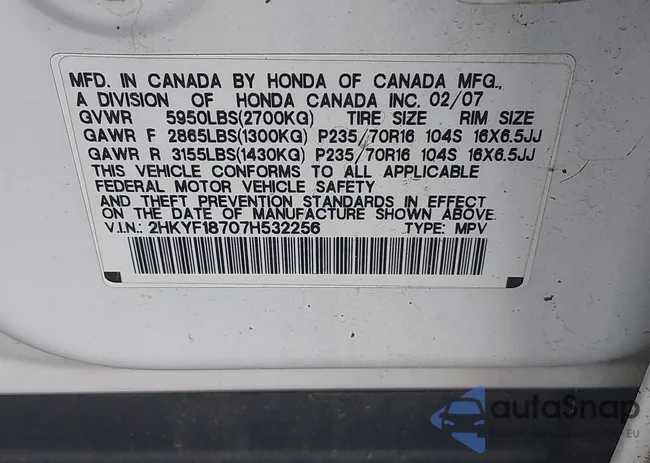 MFD. IN CANADA BY HONDA OF CANADA MFG.,
A DIVISION OF HONDA CANADA INC. 02/07
GVWR 5950LBS(2700KG) TIRE SIZE RIM SIZE
GAWR F 2865LBS(1300KG) P235/70R16 104S 16X6.5JJ
GAWR R 3155LBS(1430KG) P235/70R16 104S 16X6.5JJ
THIS VEHICLE CONFORMS TO ALL APPLICABLE
FEDERAL MOTOR VEHICLE SAFETY
AND THEFT PREVENTION STANDARDS IN EFFECT
ON THE DATE OF MANUFACTURE SHOWN ABOVE.
V.I.N.: 2HKYF18707H532256 TYPE: MPV
autoSnap